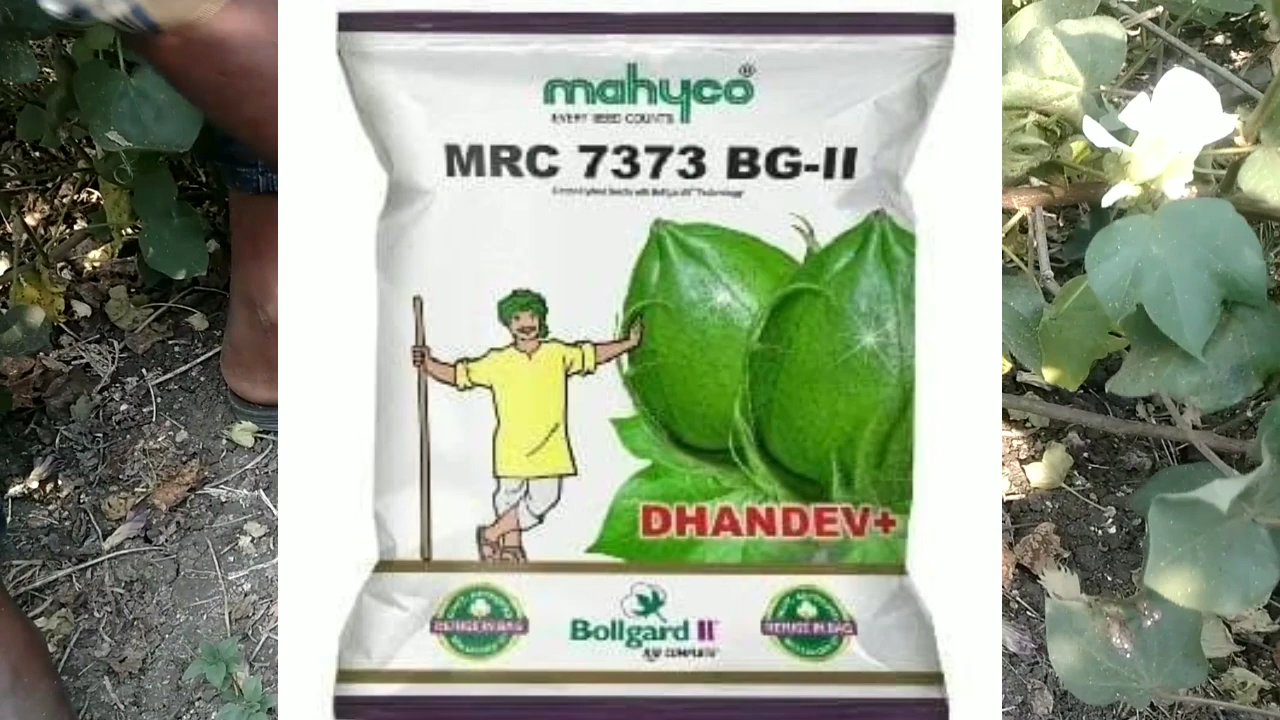 mahyco®
EVERY SEED COUNTS
MRC 7373 BG-II
DHANDEV+
REFUGE IN BAG
Bollgard II
REFUGE IN BAG